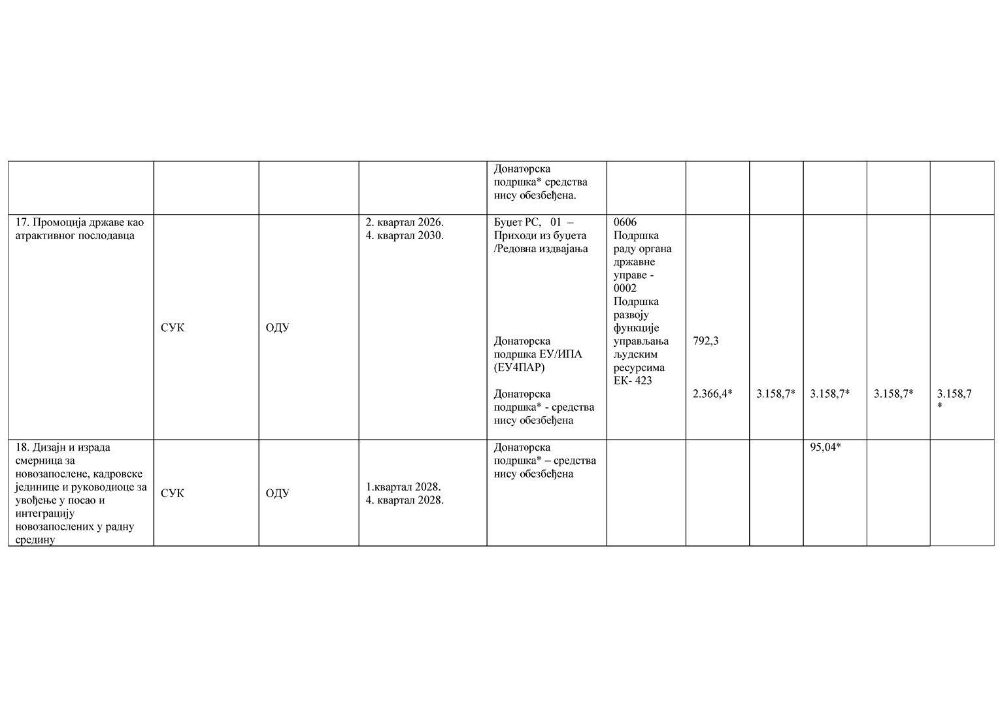 Донаторска
подршка* средства
нису обезбеђена.
17. Промоција државе као
атрактивног послодавца
СУК
ОДУ
2. квартал 2026.
4. квартал 2030.
Буџет РС, 01 –
Приходи из буџета
/Редовна издвајања
Донаторска
подршка ЕУ/ИПА
(ЕУ4ПАР)
Донаторска
подршка* - средства
нису обезбеђена
0606
Подршка
раду органа
државне
управе -
0002
Подршка
развоју
функције
управљања
људским
ресурсима
ЕК- 423
792,3
2.366,4*
3.158,7*
3.158,7*
3.158,7*
3.158,7
*
18. Дизајн и израда
смерница за
новозапослене, кадровске
јединице и руководиоце за
увођење у посао и
интеграцију
новозапослених у радну
средину
СУК
ОДУ
1.квартал 2028.
4. квартал 2028.
Донаторска
подршка* – средства
нису обезбеђена
95,04*